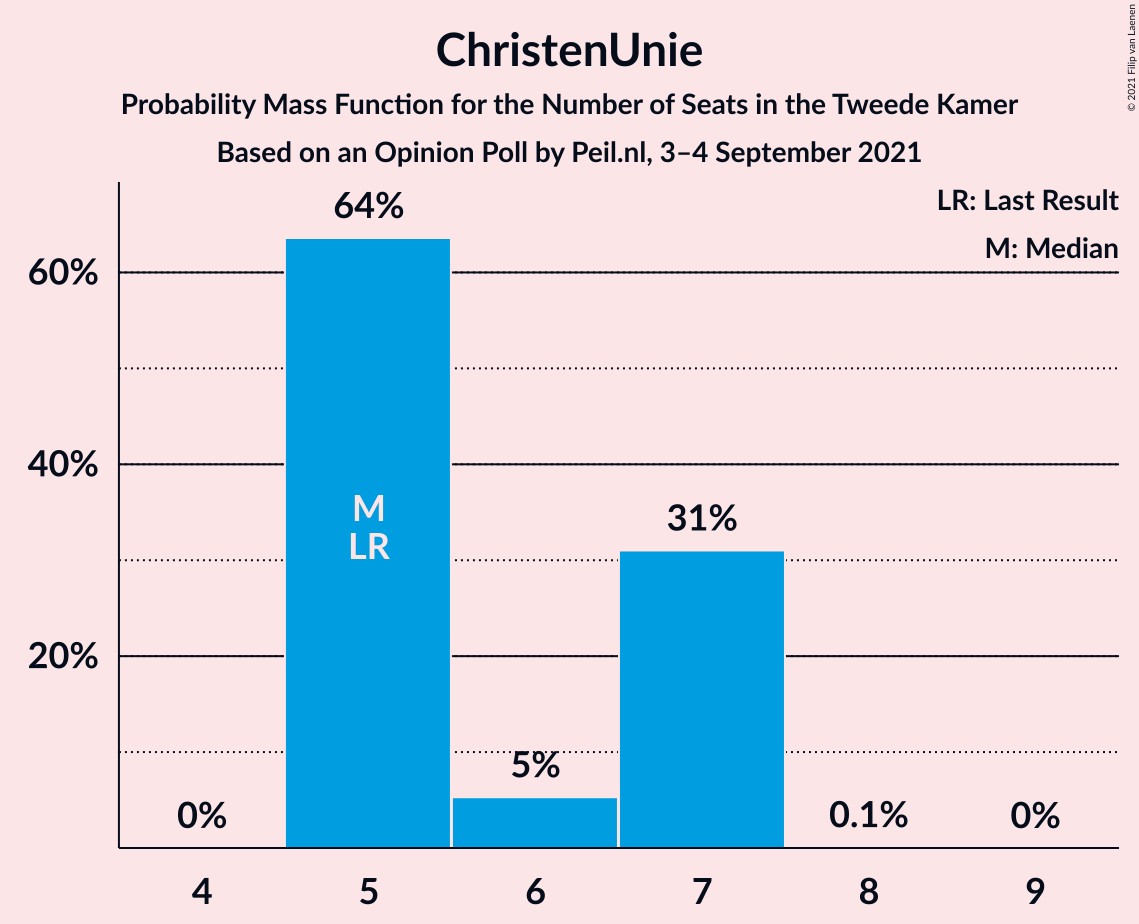 ChristenUnie
Probability Mass Function for the Number of Seats in the Tweede Kamer
Based on an Opinion Poll by Peil.nl, 3–4 September 2021
© 2021 Filip van Laenen
LR: Last Result
M: Median
64%
60%
40%
M
LR
31%
20%
5%
0%
0.1%
0%
4
5
6
7
8
9